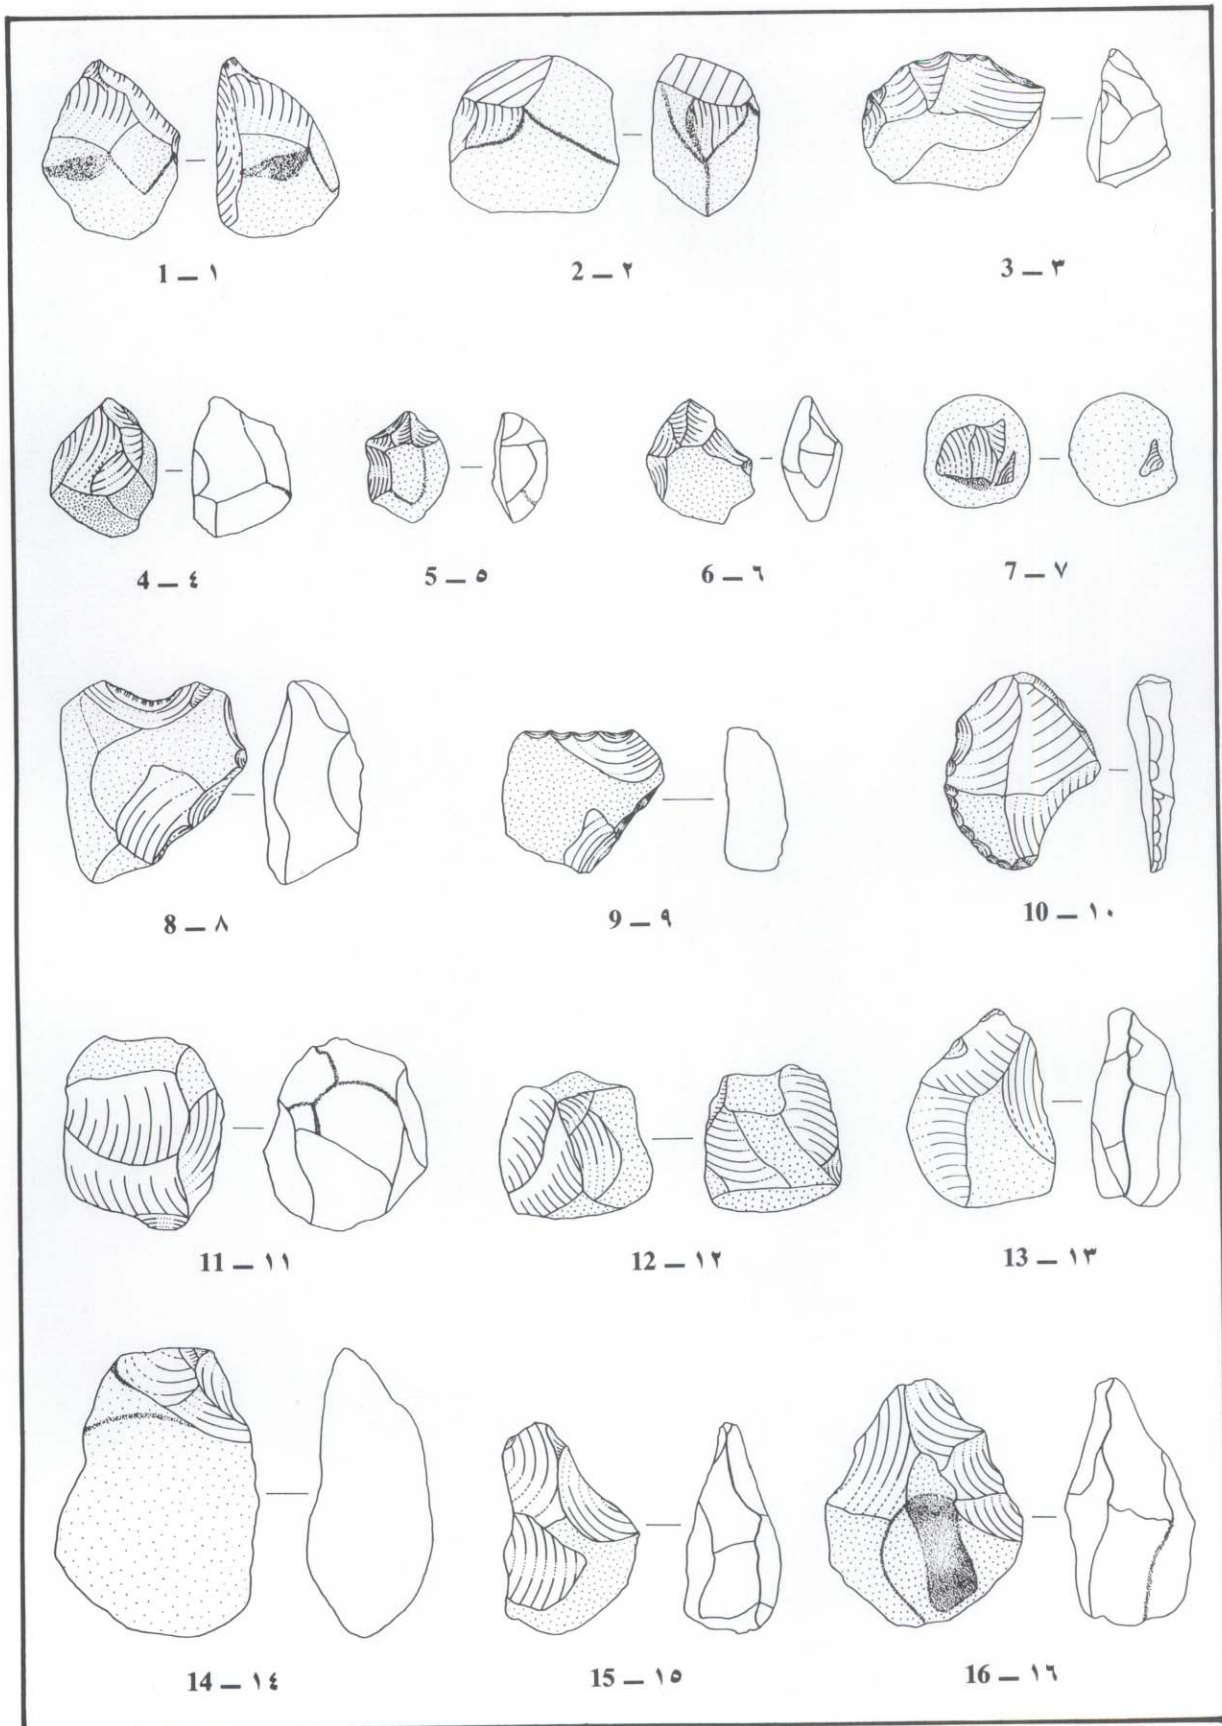 1 — ١
2 — ٢
3 — ٣
4 — ٤
5 — ٥
6 — ٦
7 — ٧
8 — ٨
9 — ٩
10 — ١٠
11 — ١١
12 — ١٢
13 — ١٣
14 — ١٤
15 — ١٥
16 — ١٦